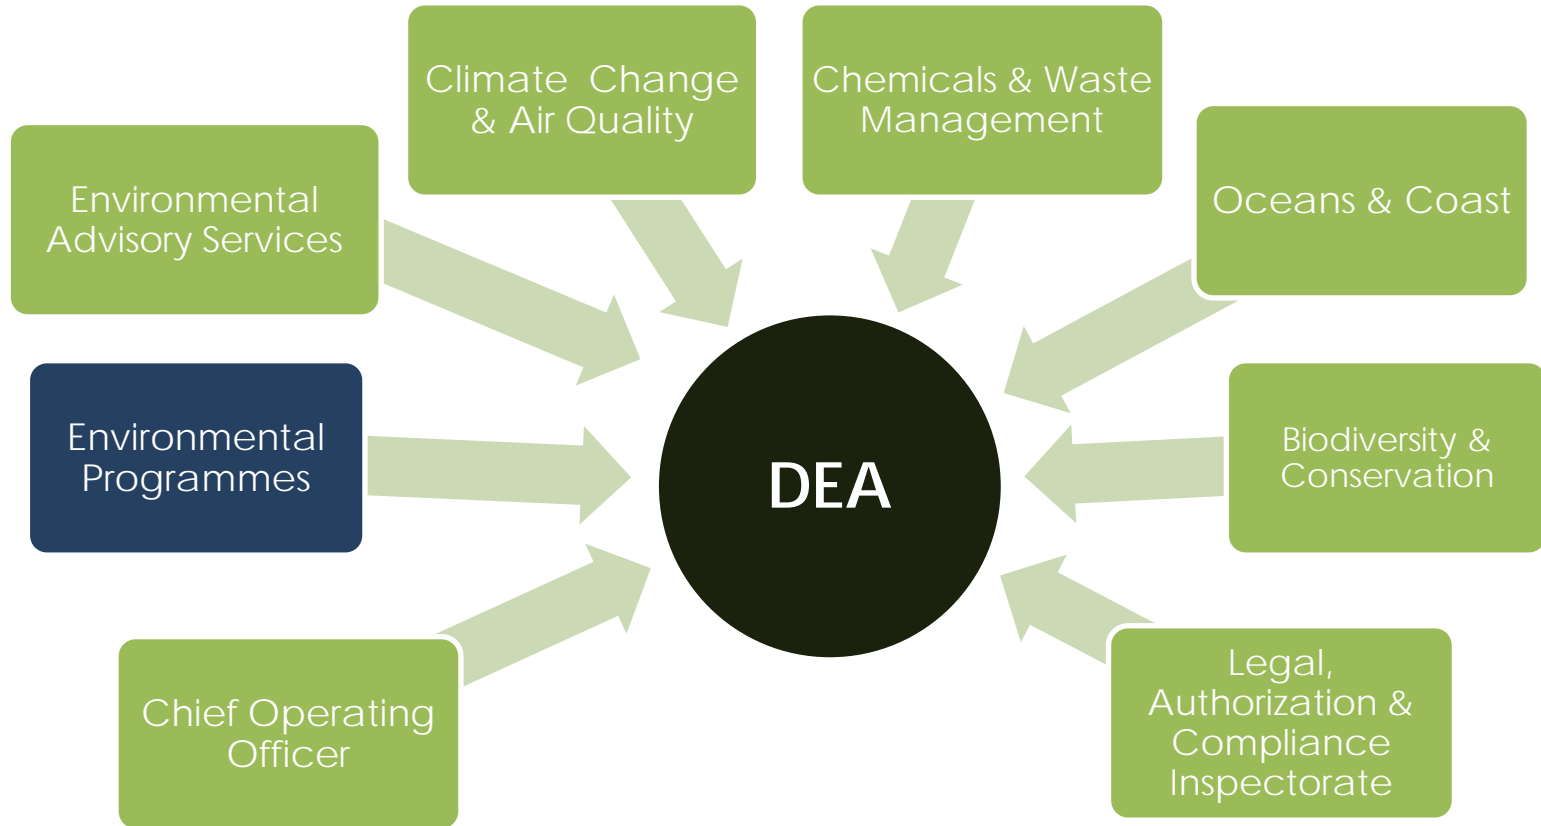 Climate Change
& Air Quality
Chemicals & Waste
Management
Environmental
Advisory Services
Oceans & Coast
Environmental
Programmes
DEA
Biodiversity &
Conservation
Chief Operating
Officer
Legal,
Authorization &
Compliance
Inspectorate